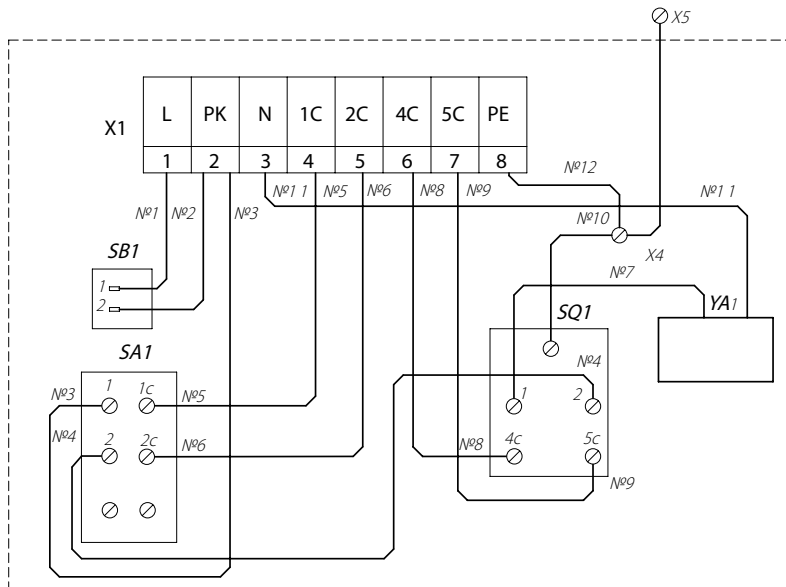 X5
X1 L PK N 1C 2C 4C 5C PE
1 2 3 4 5 6 7 8
№12
№1 №2 №3 №11 №5 №6 №8 №9 №11
№10
SB1
X4
1
№7
2
SQ1 YA1
SA1
№4
№3 1 1c №5 1 2
№4 2 2c №6 №8 4c 5c
№9